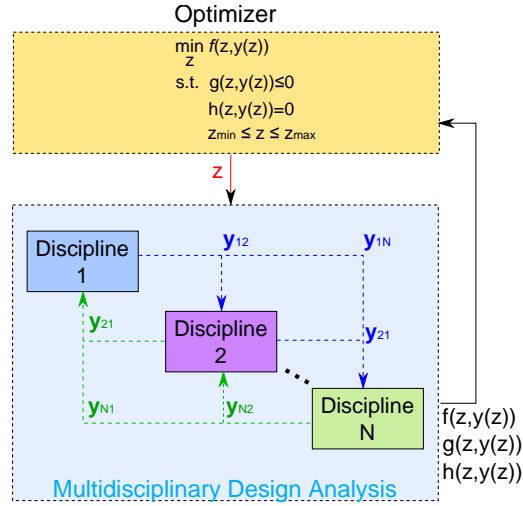 Optimizer
min f(z,y(z))
z
s.t. g(z,y(z))≤0
h(z,y(z))=0
zmin ≤ z ≤ zmax
z
Discipline
1
y12
y1N
y21
Discipline
2
y21
yN1
yN2
Discipline
N
f(z,y(z))
g(z,y(z))
h(z,y(z))
Multidisciplinary Design Analysis